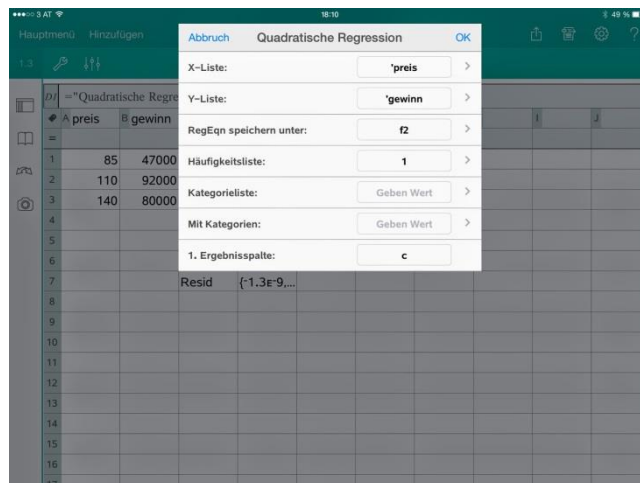 3 AT 18:10 49 %
Hauptmenü Hinzufügen Abbruch Quadratische Regression OK ?
1.3
X-Liste: 'preis
Y-Liste: 'gewinn
RegEqn speichern unter: f2
Häufigkeitsliste: 1
Kategorieliste: Geben Wert
Mit Kategorien: Geben Wert
1. Ergebnisspalte: c
D1 ="Quadratische Regre
A preis B gewinn I J
=
1 85 47000
2 110 92000
3 140 80000
4
5
6
7 Resid {-1.3E-9,...
8
9
10
11
12
13
14
15
16